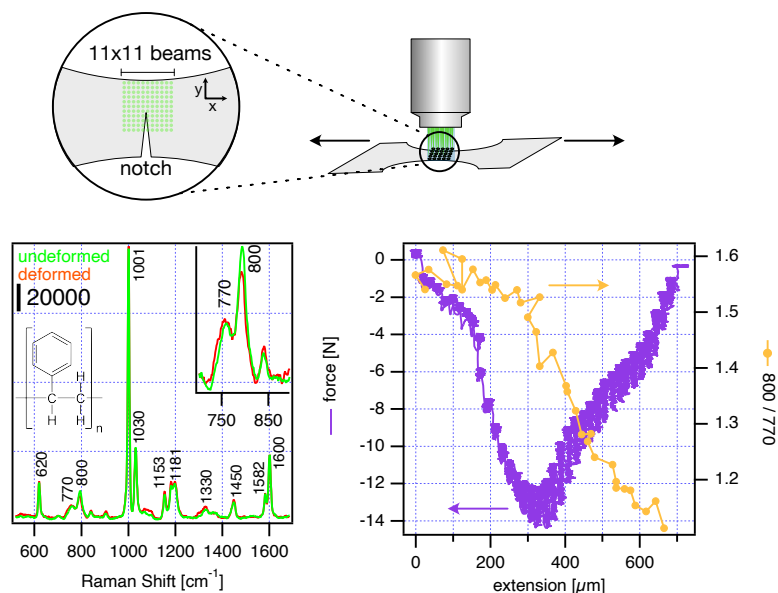 11x11 beams
y
x
notch
undeformed
deformed
20000
H
C
C
H
H
H
n
620
770
800
1001
1030
1153
1181
1330
1450
1582
1600
770
800
750
850
600
800
1000
1200
1400
1600
Raman Shift [cm⁻¹]
0
-2
-4
-6
-8
-10
-12
-14
force [N]
0
200
400
600
extension [µm]
1.6
1.5
1.4
1.3
1.2
800 / 770